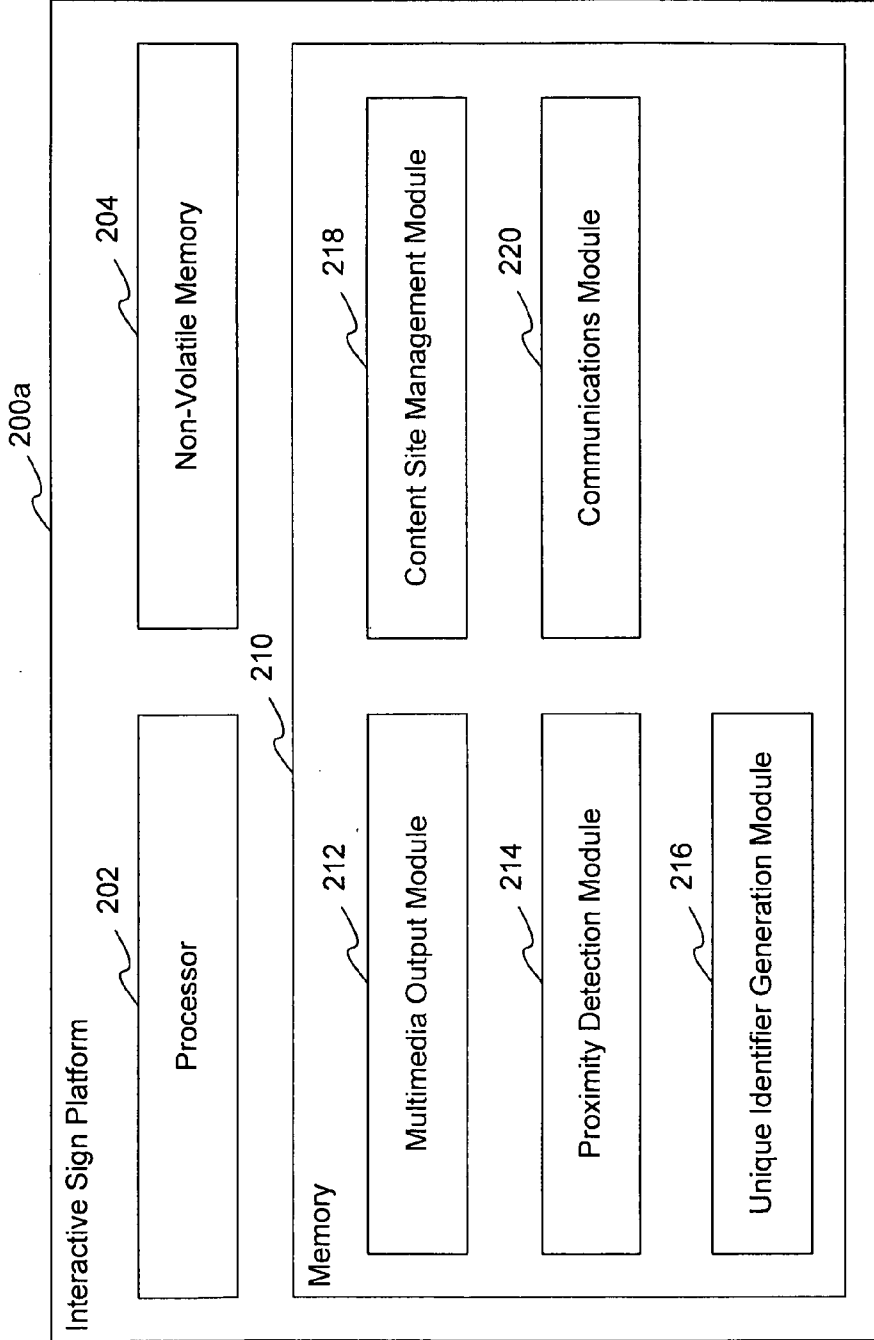 200a
Interactive Sign Platform
202
Processor
204
Non-Volatile Memory
210
Memory
212
Multimedia Output Module
214
Proximity Detection Module
216
Unique Identifier Generation Module
218
Content Site Management Module
220
Communications Module